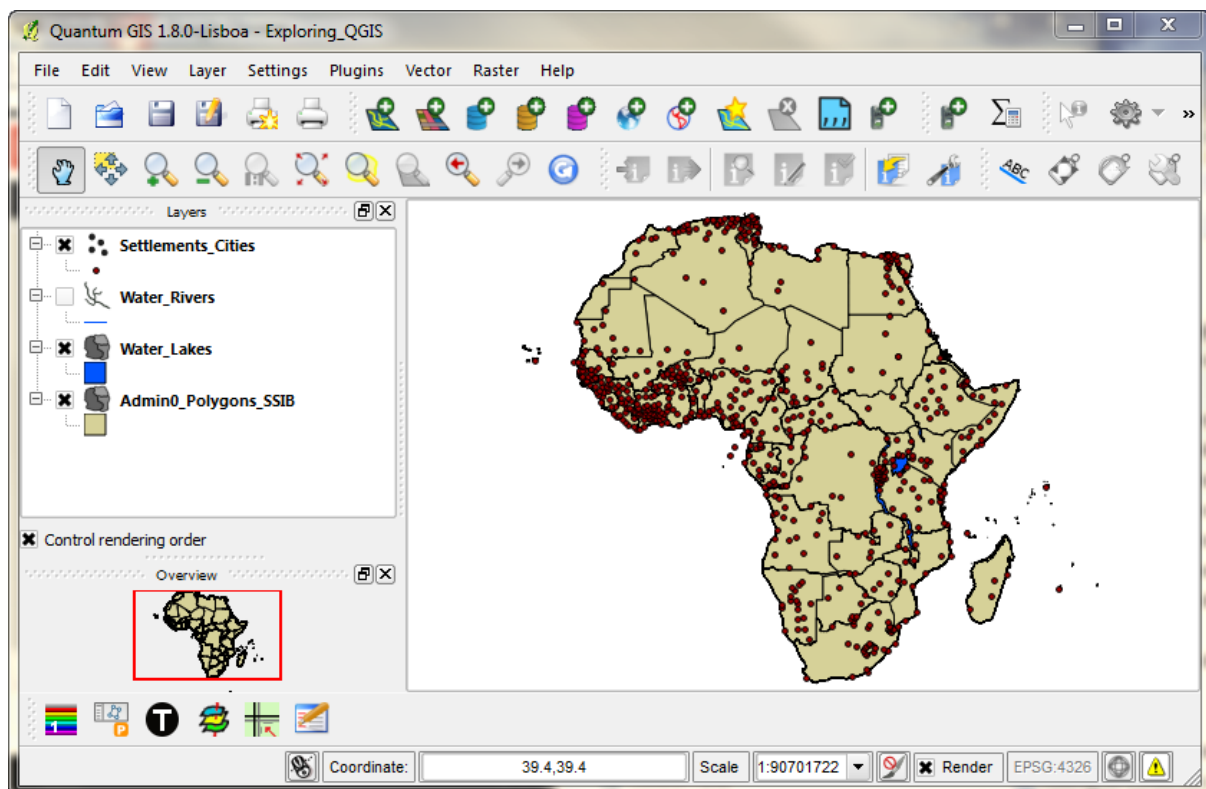 Quantum GIS 1.8.0-Lisboa - Exploring_QGIS
File Edit View Layer Settings Plugins Vector Raster Help
Layers
Settlements_Cities
Water_Rivers
Water_Lakes
Admin0_Polygons_SSIB
Control rendering order
Overview
Coordinate: 39.4,39.4 Scale 1:90701722 Render EPSG:4326